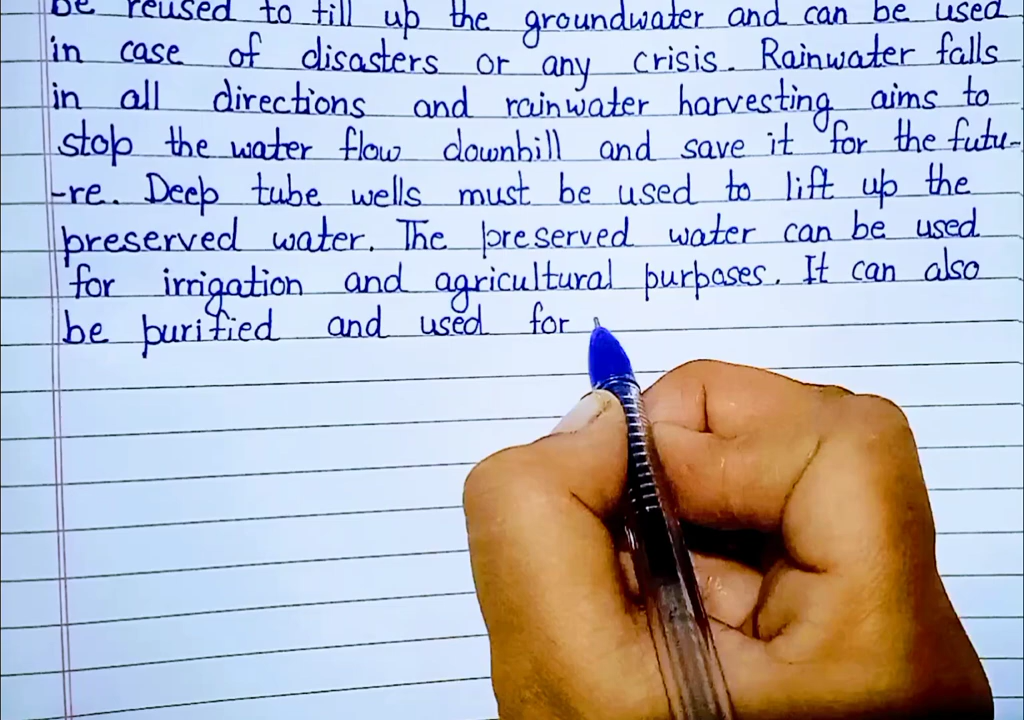 be reused to fill up the groundwater and can be used
in case of disasters or any crisis. Rainwater falls
in all directions and rainwater harvesting aims to
stop the water flow downhill and save it for the futu-
-re. Deep tube wells must be used to lift up the
preserved water. The preserved water can be used
for irrigation and agricultural purposes. It can also
be purified and used for